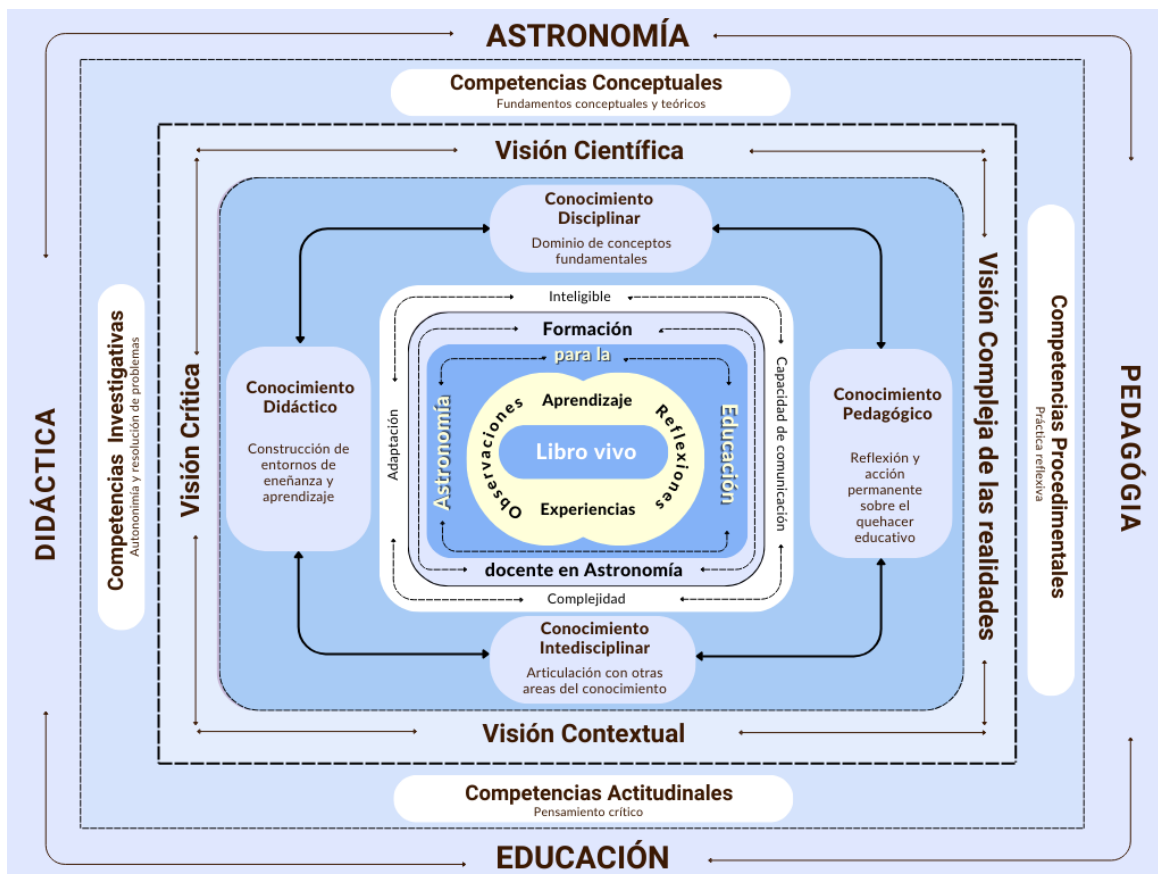 ASTRONOMÍA
Competencias Conceptuales
Fundamentos conceptuales y teóricos
Visión Científica
Conocimiento
Disciplinar
Dominio de conceptos
fundamentales
DIDÁCTICA
Competencias Investigativas
Autononomía y resolución de problemas
Visión Crítica
Conocimiento
Didáctico
Construcción de
entornos de
eneñanza y
aprendizaje
Inteligible
Adaptación
Formación
para la
Astronomía
Observaciones
Aprendizaje
Libro vivo
Experiencias
Reflexiones
Educación
docente en Astronomía
Capacidad de comunicación
Complejidad
Conocimiento
Pedagógico
Reflexión y
acción
permanente
sobre el
quehacer
educativo
Visión Compleja de las realidades
Competencias Procedimentales
Práctica reflexiva
PEDAGÓGIA
Conocimiento
Intedisciplinar
Articulación con otras
areas del conocimiento
Visión Contextual
Competencias Actitudinales
Pensamiento crítico
EDUCACIÓN